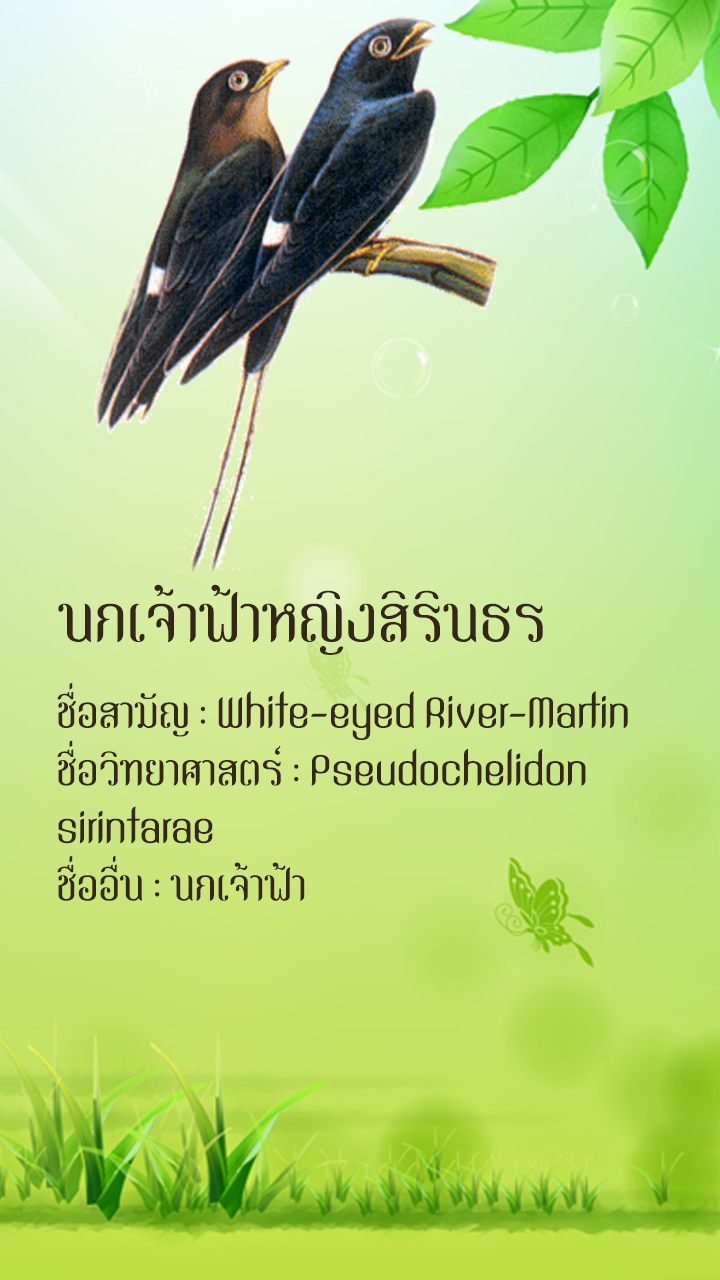 นกเจ้าฟ้าหญิงสิรินธร
ชื่อสามัญ : White-eyed River-Martin
ชื่อวิทยาศาสตร์ : Pseudochelidon
sirintarae
ชื่ออื่น : นกเจ้าฟ้า